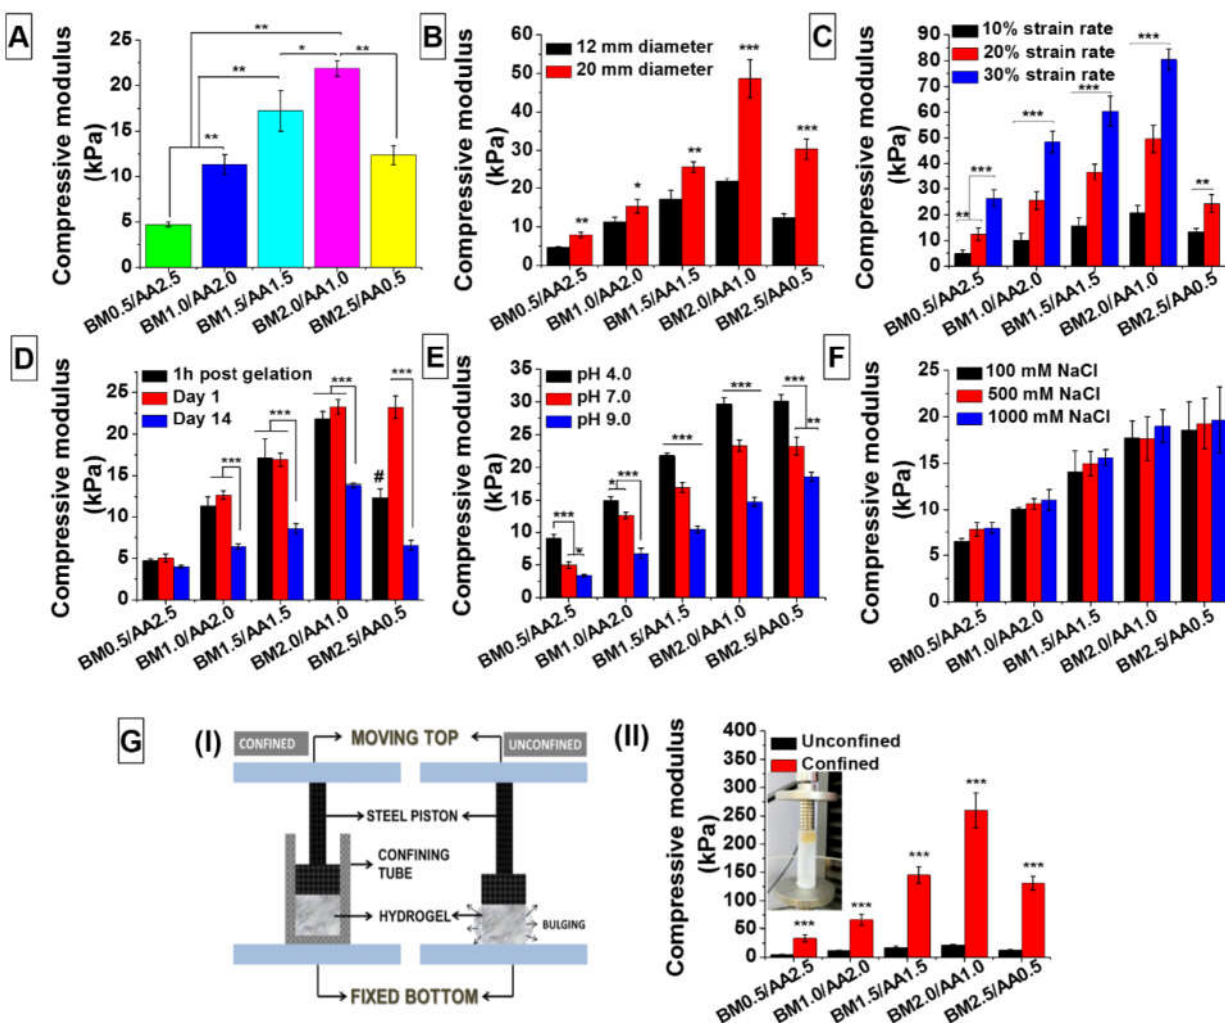 A
Compressive modulus
(kPa)
25
20
15
10
5
0
**
**
*
**
**
BM0.5/AA2.5
BM1.0/AA2.0
BM1.5/AA1.5
BM2.0/AA1.0
BM2.5/AA0.5
B
Compressive modulus
(kPa)
60
50
40
30
20
10
0
12 mm diameter
20 mm diameter
**
*
**
***
***
BM0.5/AA2.5
BM1.0/AA2.0
BM1.5/AA1.5
BM2.0/AA1.0
BM2.5/AA0.5
C
Compressive modulus
(kPa)
90
80
70
60
50
40
30
20
10
0
10% strain rate
20% strain rate
30% strain rate
**
***
***
***
***
**
BM0.5/AA2.5
BM1.0/AA2.0
BM1.5/AA1.5
BM2.0/AA1.0
BM2.5/AA0.5
D
Compressive modulus
(kPa)
25
20
15
10
5
0
1h post gelation
Day 1
Day 14
***
***
***
***
#
BM0.5/AA2.5
BM1.0/AA2.0
BM1.5/AA1.5
BM2.0/AA1.0
BM2.5/AA0.5
E
Compressive modulus
(kPa)
35
30
25
20
15
10
5
0
pH 4.0
pH 7.0
pH 9.0
***
*
*
***
***
***
***
**
BM0.5/AA2.5
BM1.0/AA2.0
BM1.5/AA1.5
BM2.0/AA1.0
BM2.5/AA0.5
F
Compressive modulus
(kPa)
25
20
15
10
5
0
100 mM NaCl
500 mM NaCl
1000 mM NaCl
BM0.5/AA2.5
BM1.0/AA2.0
BM1.5/AA1.5
BM2.0/AA1.0
BM2.5/AA0.5
G
(I)
CONFINED
MOVING TOP
UNCONFINED
STEEL PISTON
CONFINING
TUBE
HYDROGEL
BULGING
FIXED BOTTOM
(II)
Compressive modulus
(kPa)
400
350
300
250
200
150
100
50
0
Unconfined
Confined
***
***
***
***
***
BM0.5/AA2.5
BM1.0/AA2.0
BM1.5/AA1.5
BM2.0/AA1.0
BM2.5/AA0.5